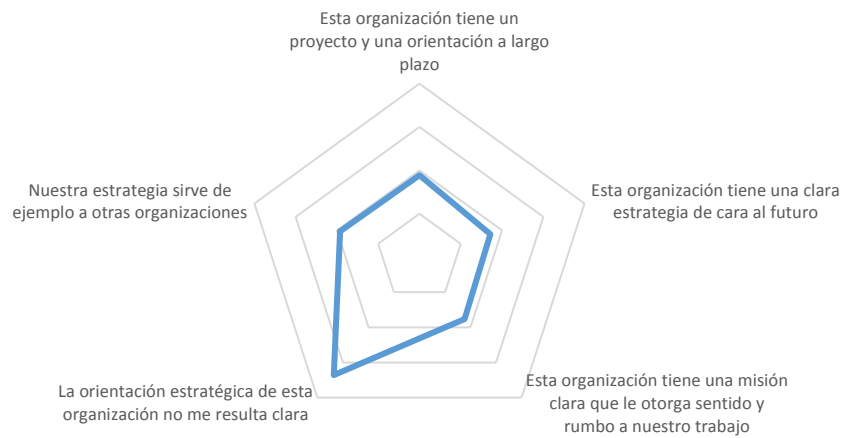 Esta organización tiene un
proyecto y una orientación a largo
plazo
Nuestra estrategia sirve de
ejemplo a otras organizaciones
Esta organización tiene una clara
estrategia de cara al futuro
La orientación estratégica de esta
organización no me resulta clara
Esta organización tiene una misión
clara que le otorga sentido y
rumbo a nuestro trabajo